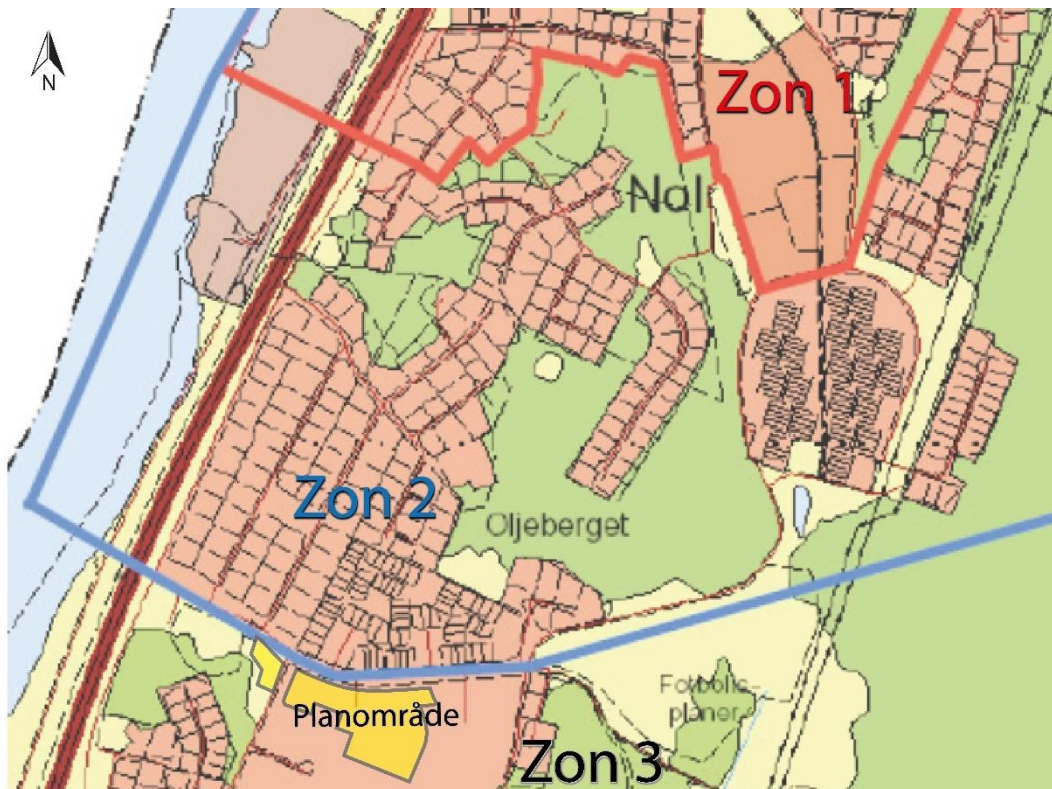 N
Zon 1
Nol
Zon 2
Oljeberget
Fotbolls-
planer
Planområde
Zon 3